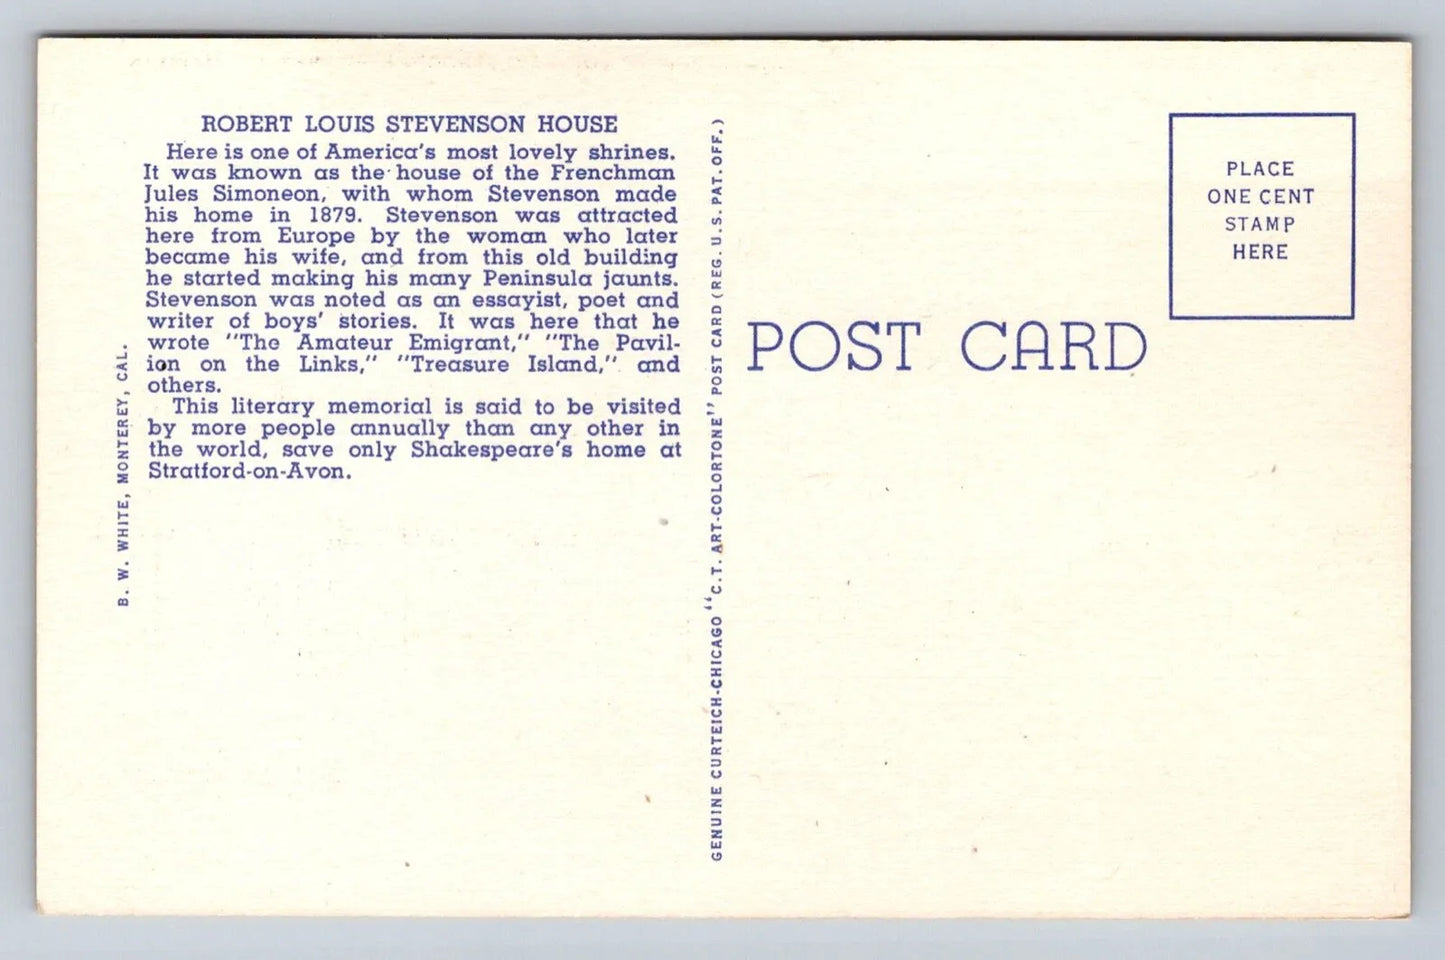 ROBERT LOUIS STEVENSON HOUSE
Here is one of America's most lovely shrines.
It was known as the house of the Frenchman
Jules Simoneon, with whom Stevenson made
his home in 1879. Stevenson was attracted
here from Europe by the woman who later
became his wife, and from this old building
he started making his many Peninsula jaunts.
Stevenson was noted as an essayist, poet and
writer of boys' stories. It was here that he
wrote "The Amateur Emigrant," "The Pavil-
ion on the Links," "Treasure Island," and
others.
This literary memorial is said to be visited
by more people annually than any other in
the world, save only Shakespeare's home at
Stratford-on-Avon.
B. W. WHITE, MONTEREY, CAL.
GENUINE CURTEICH-CHICAGO "C.T. ART-COLORTONE" POST CARD (REG. U.S. PAT. OFF.)
POST CARD
PLACE
ONE CENT
STAMP
HERE